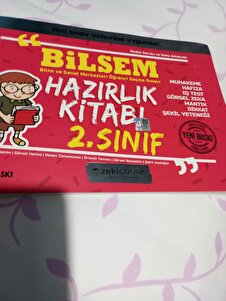 Yeni sınav sistemine uygundur.
BİLSEM
Bilim ve Sanat Merkezleri Öğrenci Seçme Sınavı
HAZIRLIK
KİTABI
2. SINIF
MUHAKEME
HAFIZA
IQ TEST
GÖRSEL ZEKA
MANTIK
DİKKAT
ŞEKİL YETENEĞİ
YENİ BASKI
zekiçocuk